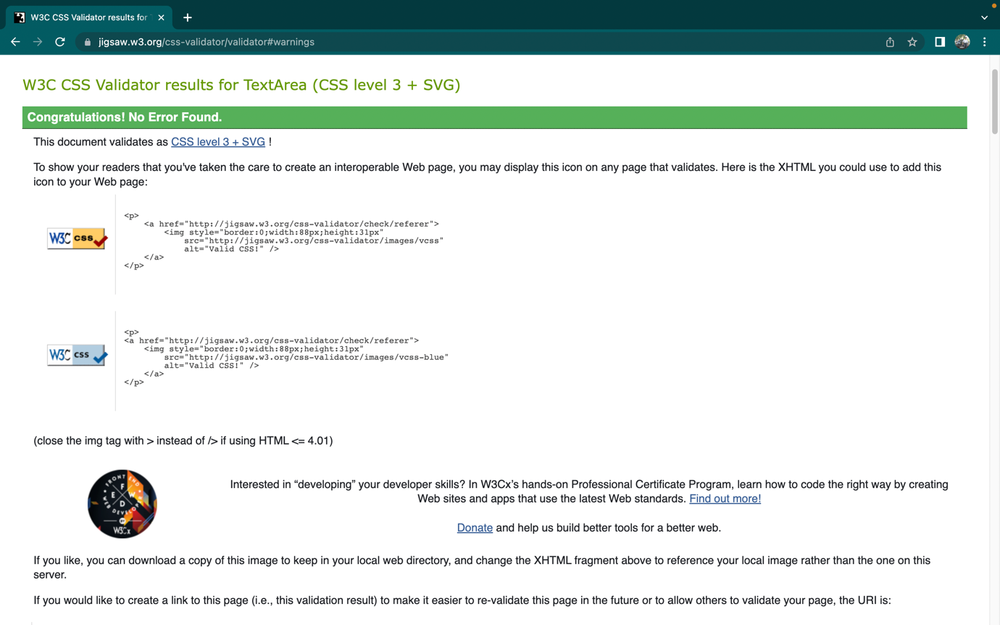 W3C CSS Validator results for
jigsaw.w3.org/css-validator/validator#warnings
W3C CSS Validator results for TextArea (CSS level 3 + SVG)
Congratulations! No Error Found.
This document validates as CSS level 3 + SVG !
To show your readers that you've taken the care to create an interoperable Web page, you may display this icon on any page that validates. Here is the XHTML you could use to add this
icon to your Web page:
W3C css
<p>
    <a href="http://jigsaw.w3.org/css-validator/check/referer">
        <img style="border:0;width:88px;height:31px"
            src="http://jigsaw.w3.org/css-validator/images/vcss"
            alt="Valid CSS!" />
    </a>
</p>
W3C css
<p>
<a href="http://jigsaw.w3.org/css-validator/check/referer">
    <img style="border:0;width:88px;height:31px"
        src="http://jigsaw.w3.org/css-validator/images/vcss-blue"
        alt="Valid CSS!" />
    </a>
</p>
(close the img tag with > instead of /> if using HTML <= 4.01)
FRONT END
F
E W
D
WEB DEVELOPER
BY
W3Cx
Interested in “developing” your developer skills? In W3Cx’s hands-on Professional Certificate Program, learn how to code the right way by creating
Web sites and apps that use the latest Web standards. Find out more!
Donate and help us build better tools for a better web.
If you like, you can download a copy of this image to keep in your local web directory, and change the XHTML fragment above to reference your local image rather than the one on this
server.
If you would like to create a link to this page (i.e., this validation result) to make it easier to re-validate this page in the future or to allow others to validate your page, the URI is: